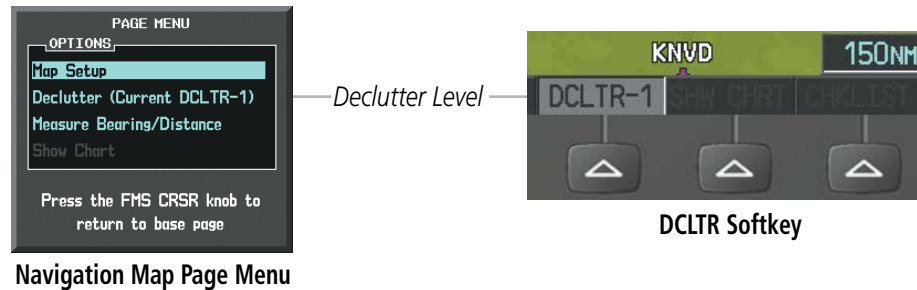 PAGE MENU
OPTIONS
Map Setup
Declutter (Current DCLTR-1)
Measure Bearing/Distance
Show Chart
Press the FMS CRSR knob to
return to base page
Navigation Map Page Menu
Declutter Level
KNVD
150NM
DCLTR-1 SHW CHRT CHKLIST
DCLTR Softkey